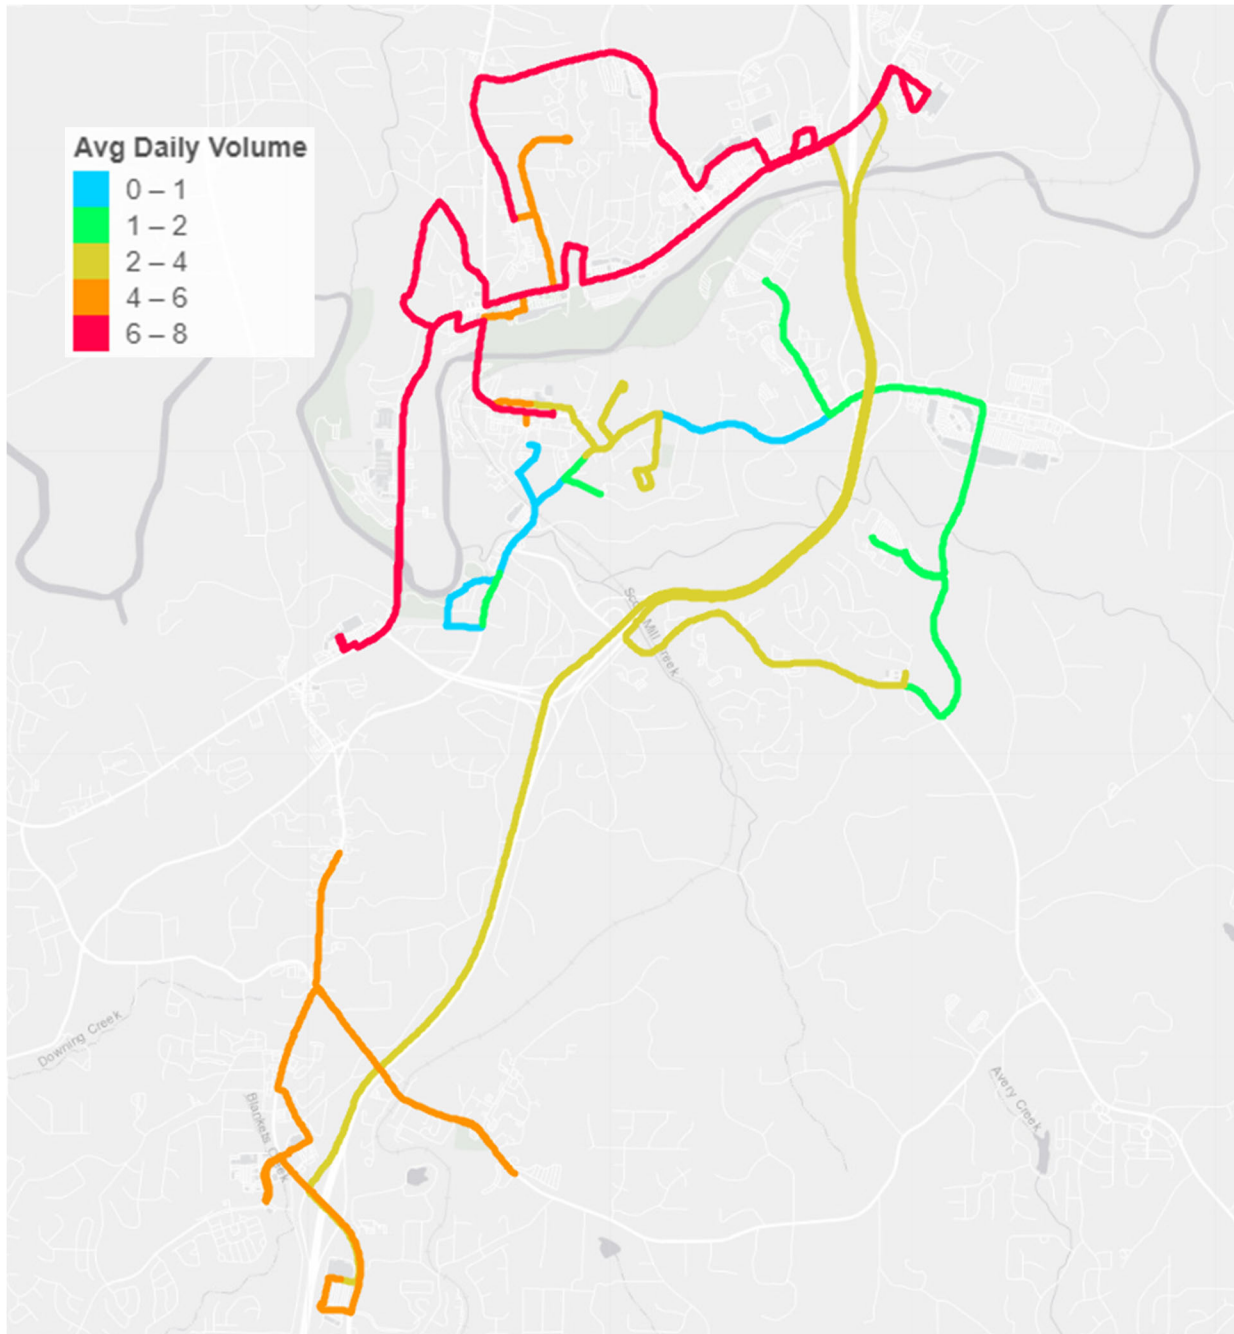 Avg Daily Volume
0 – 1
1 – 2
2 – 4
4 – 6
6 – 8
Mill Creek
Downing Creek
Blankets Creek
Avery Creek